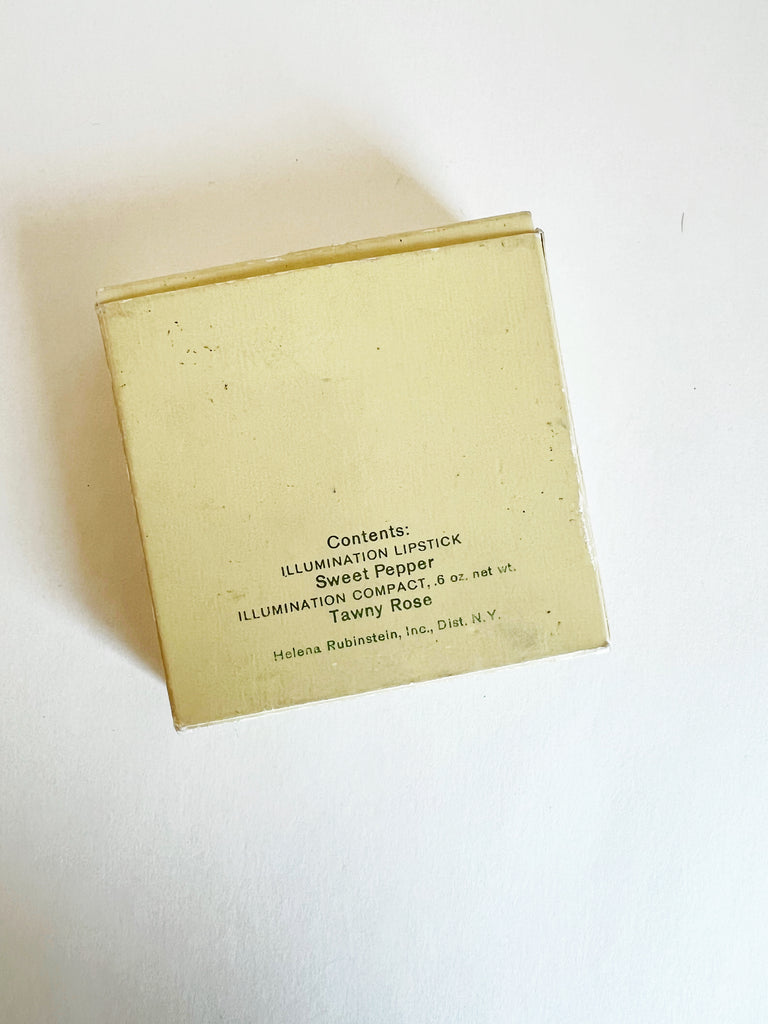 Contents:
ILLUMINATION LIPSTICK
Sweet Pepper
ILLUMINATION COMPACT, .6 oz. net wt.
Tawny Rose
Helena Rubinstein, Inc., Dist. N.Y.